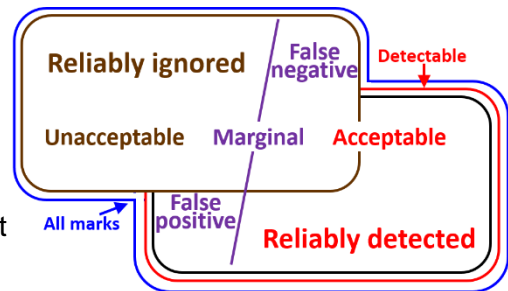 Reliably ignored
False
negative
Detectable
Unacceptable Marginal Acceptable
False
positive
All marks
t
Reliably detected